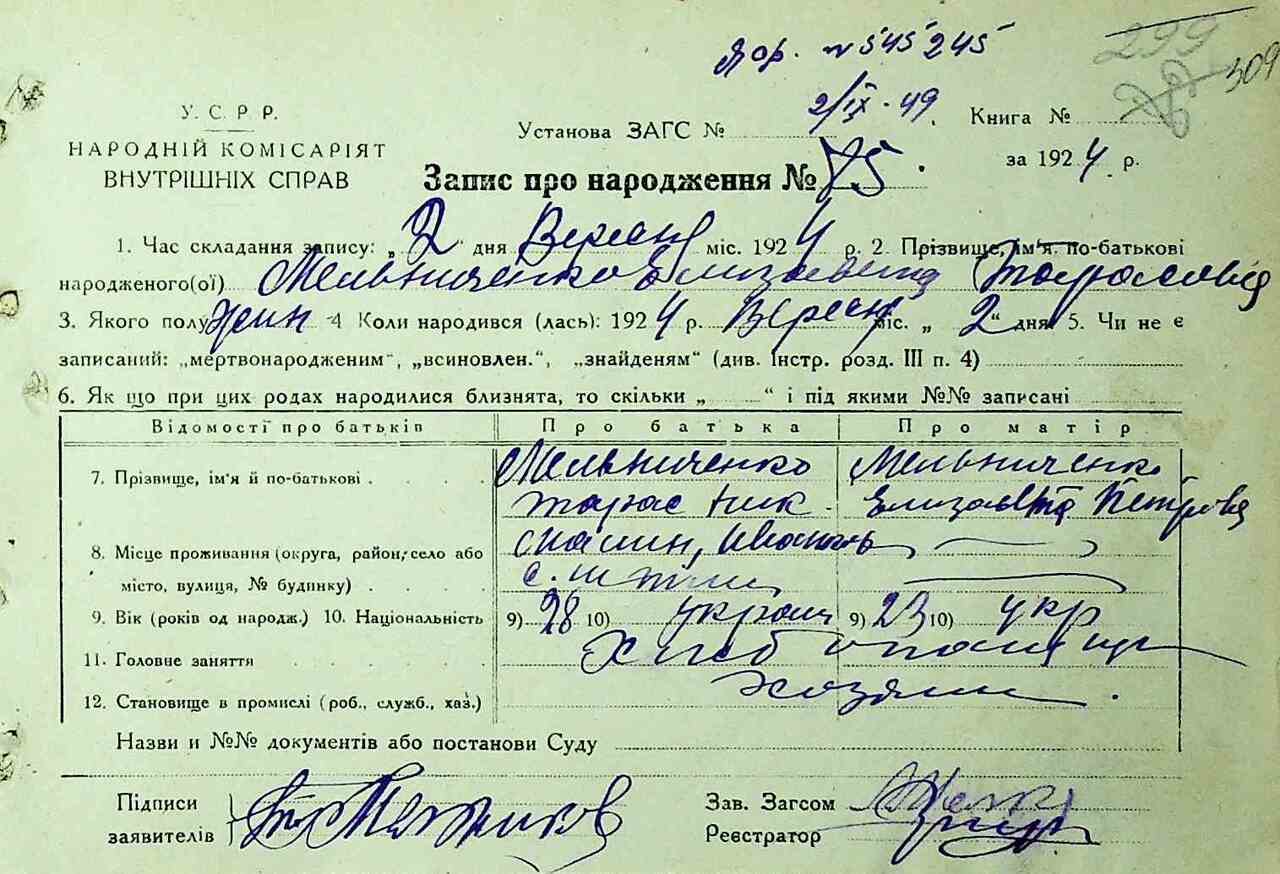 № 545245
299
309
2/IX-49.
У. С. Р. Р.
НАРОДНІЙ КОМІСАРІЯТ
ВНУТРІШНІХ СПРАВ
Установа ЗАГС №
Книга №
за 1924 р.
Запис про народження № 75.
1. Час складання запису: „2" дня Вересня міс. 1924 р. 2. Прізвище, ім'я, по-батькові
народженого(ої) Мельниченко Елизавета Тарасовна
3. Якого полу жін 4 Коли народився (лась): 1924 р. Вересн міс. „2" дня 5. Чи не є
записаний: „мертвонародженим", „всиновлен.", „знайденям" (див. Інстр. розд. III п. 4)
6. Як що при цих родах народилися близнята, то скільки „ " і під якими №№ записані
Відомості про батьків Про батька Про матір
7. Прізвище, ім'я й по-батькові Мельниченко Мельниченко
Тарас Ник. Елизавета Петровна
8. Місце проживання (округа, район, село або
місто, вулиця, № будинку)
9. Вік (років од народж.) 10. Національність 9) 28 10) україн 9) 23 10) укр
11. Головне заняття
12. Становище в промислі (роб., служб., хаз.) хозяин
Назви и №№ документів або постанови Суду
Підписи
заявителів
Зав. Загсом
Реєстратор